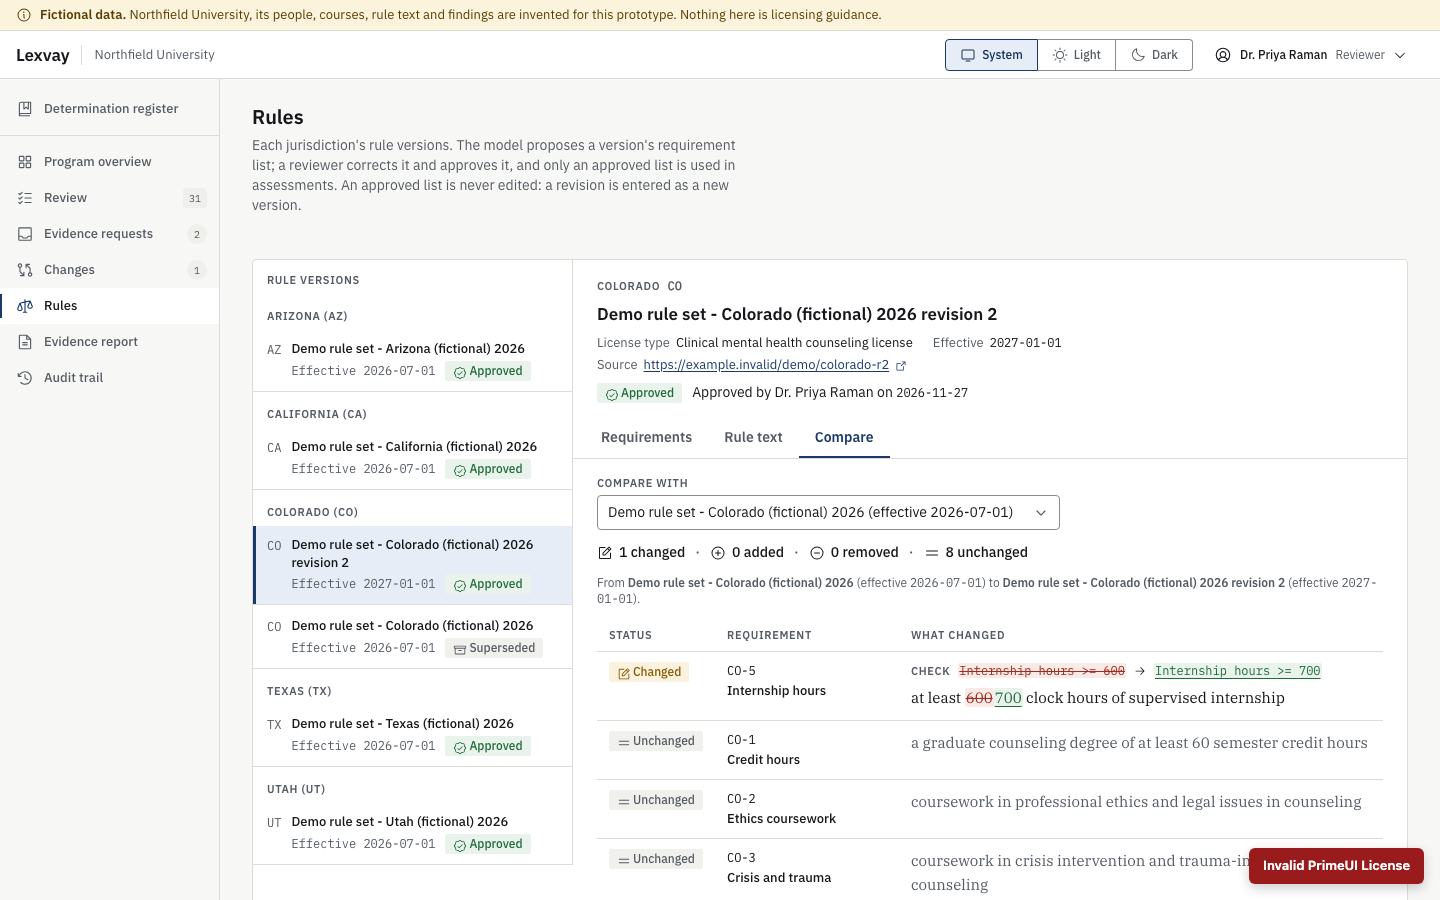 Fictional data. Northfield University, its people, courses, rule text and findings are invented for this prototype. Nothing here is licensing guidance.
Lexvay Northfield University System Light Dark Dr. Priya Raman Reviewer
Determination register
Program overview
Review 31
Evidence requests 2
Changes 1
Rules
Evidence report
Audit trail
Rules
Each jurisdiction's rule versions. The model proposes a version's requirement
list; a reviewer corrects it and approves it, and only an approved list is used in
assessments. An approved list is never edited: a revision is entered as a new
version.
RULE VERSIONS
ARIZONA (AZ)
AZ Demo rule set - Arizona (fictional) 2026
Effective 2026-07-01 Approved
CALIFORNIA (CA)
CA Demo rule set - California (fictional) 2026
Effective 2026-07-01 Approved
COLORADO (CO)
CO Demo rule set - Colorado (fictional) 2026
revision 2
Effective 2027-01-01 Approved
CO Demo rule set - Colorado (fictional) 2026
Effective 2026-07-01 Superseded
TEXAS (TX)
TX Demo rule set - Texas (fictional) 2026
Effective 2026-07-01 Approved
UTAH (UT)
UT Demo rule set - Utah (fictional) 2026
Effective 2026-07-01 Approved
COLORADO CO
Demo rule set - Colorado (fictional) 2026 revision 2
License type Clinical mental health counseling license Effective 2027-01-01
Source https://example.invalid/demo/colorado-r2
Approved Approved by Dr. Priya Raman on 2026-11-27
Requirements Rule text Compare
COMPARE WITH
Demo rule set - Colorado (fictional) 2026 (effective 2026-07-01)
1 changed · 0 added · 0 removed · 8 unchanged
From Demo rule set - Colorado (fictional) 2026 (effective 2026-07-01) to Demo rule set - Colorado (fictional) 2026 revision 2 (effective 2027-
01-01).
STATUS REQUIREMENT WHAT CHANGED
Changed CO-5 CHECK Internship hours >= 600 → Internship hours >= 700
Internship hours at least 600 700 clock hours of supervised internship
Unchanged CO-1 a graduate counseling degree of at least 60 semester credit hours
Credit hours
Unchanged CO-2 coursework in professional ethics and legal issues in counseling
Ethics coursework
Unchanged CO-3 coursework in crisis intervention and
Crisis and trauma counseling
Invalid PrimeUI License